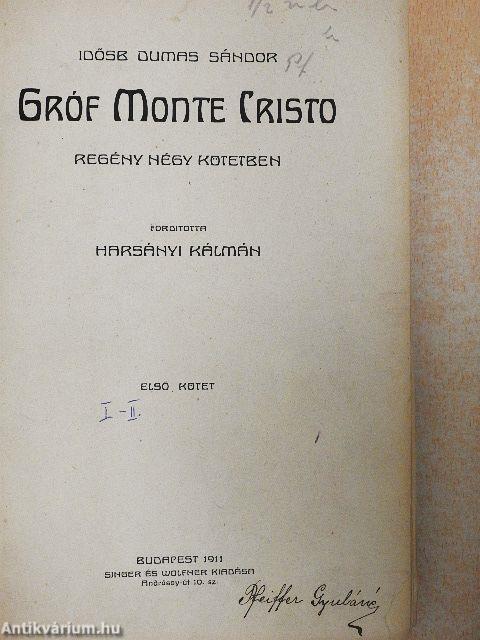 IDŐSB DUMAS SÁNDOR
GRÓF MONTE CRISTO
REGÉNY NÉGY KÖTETBEN
FORDITOTTA
HARSÁNYI KÁLMÁN
ELSŐ KÖTET
I-II.
BUDAPEST 1911
SINGER ÉS WOLFNER KIADÁSA
Andrássy-út 10. sz.
Pfeiffer Gyuláné
Antikvárium.hu